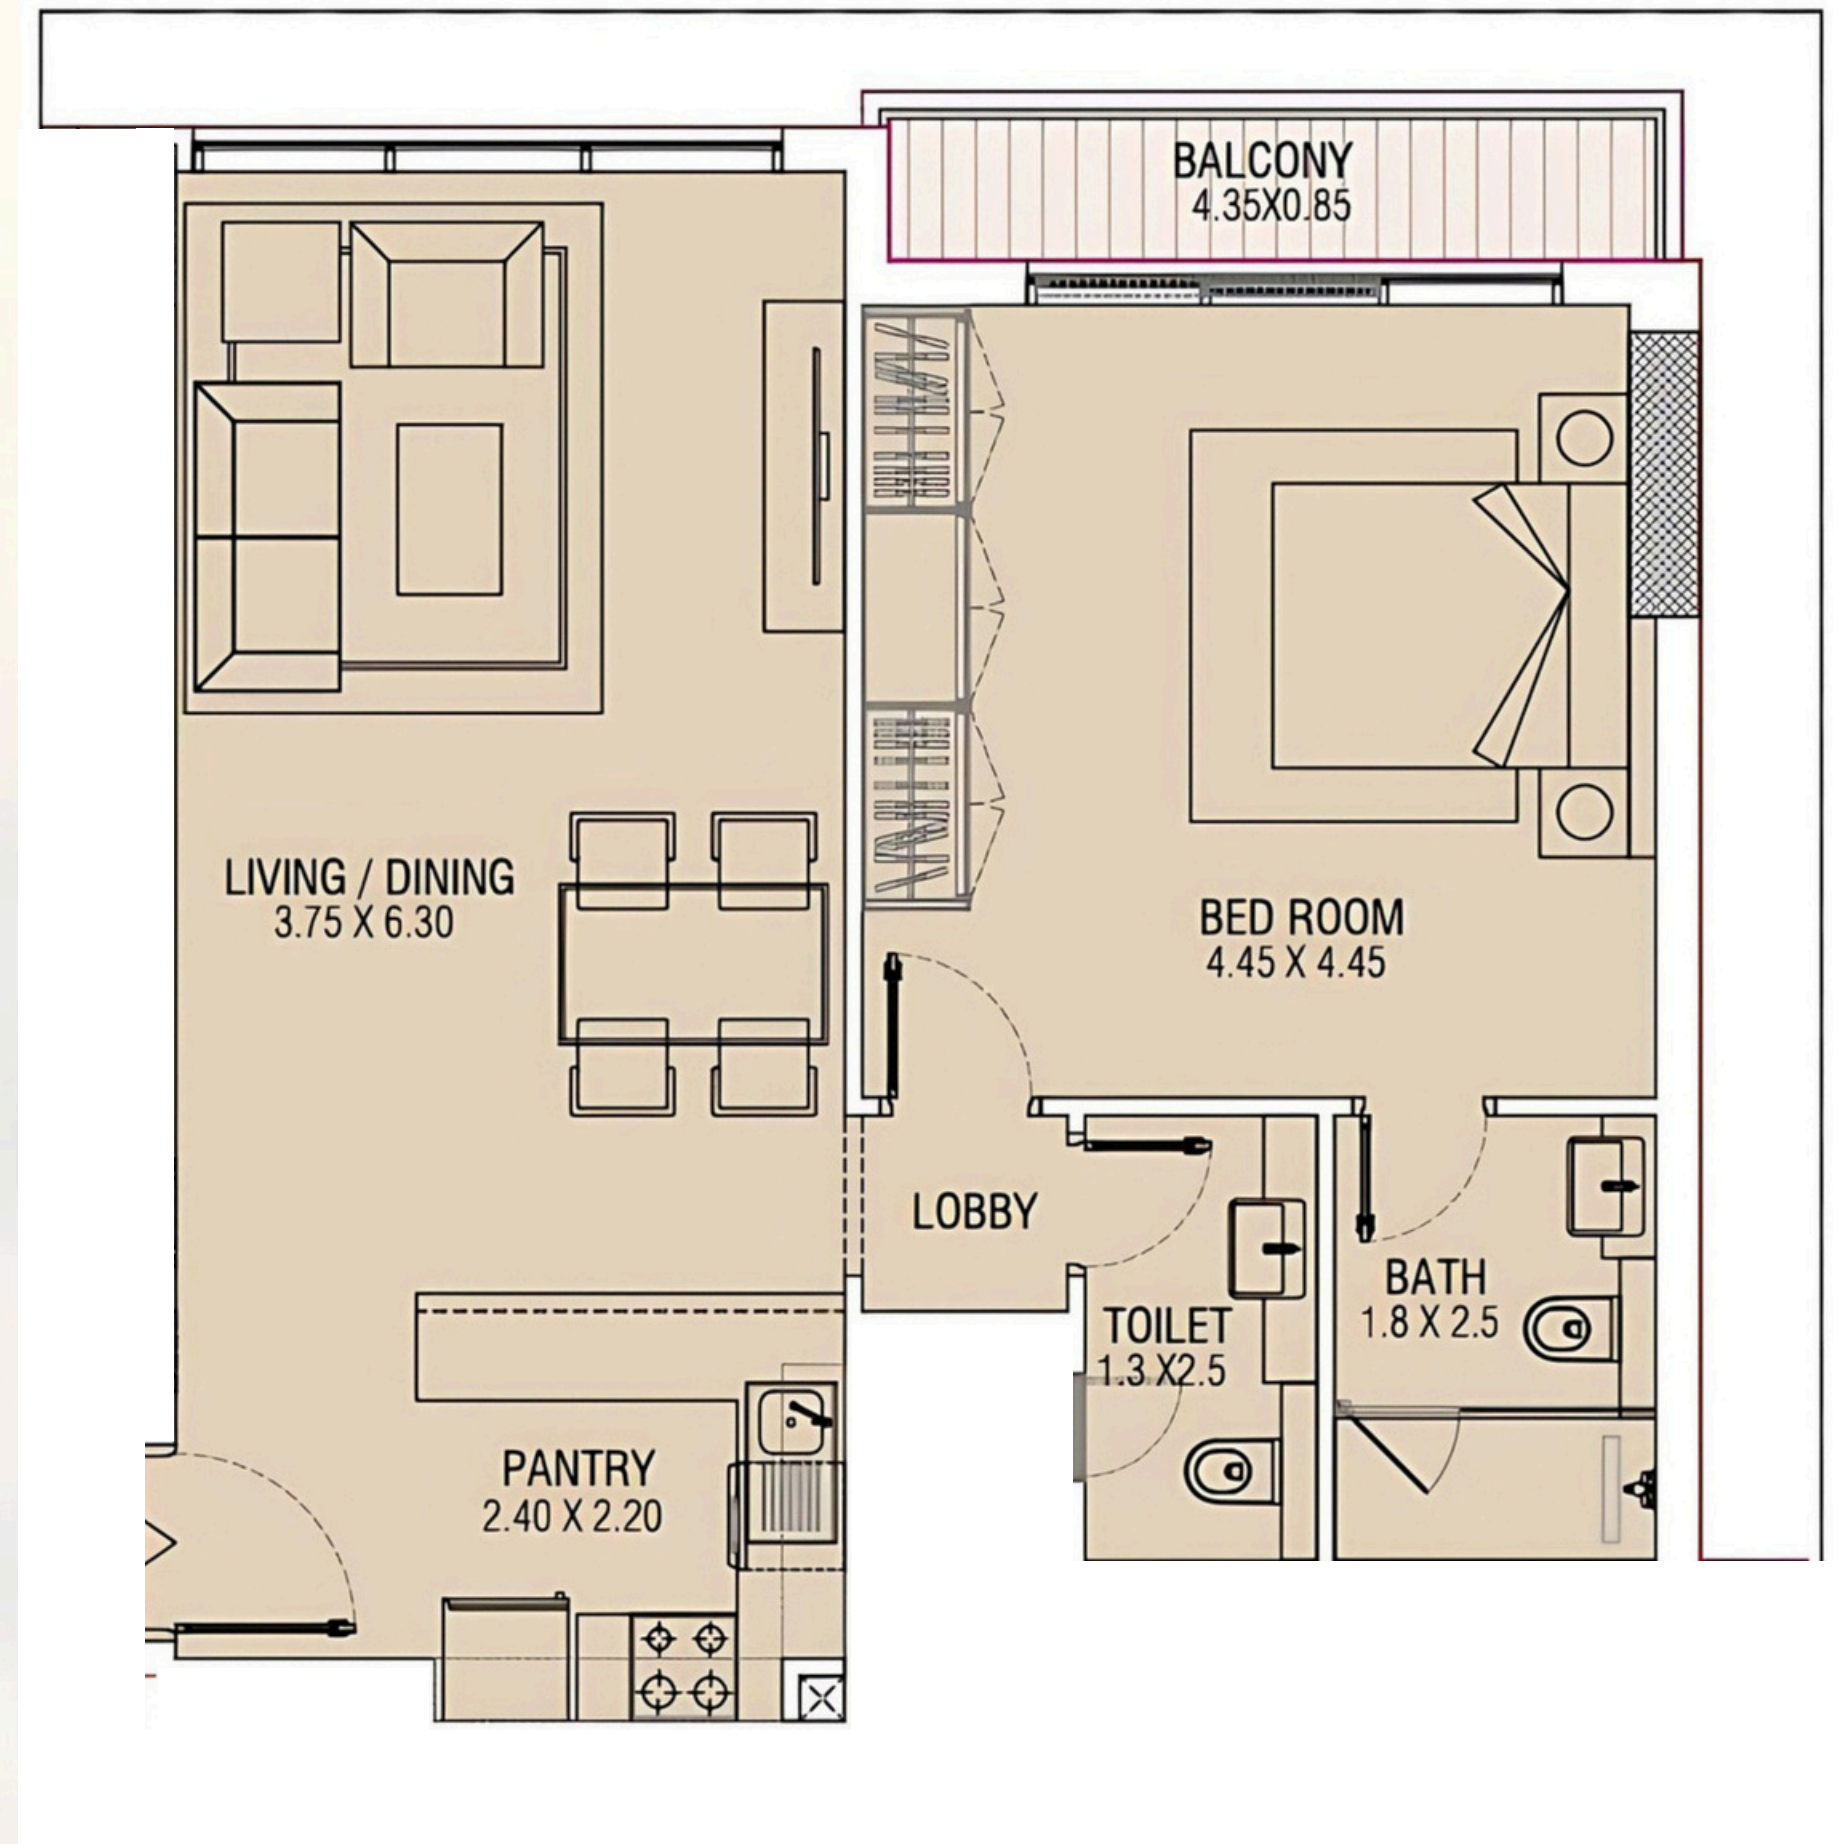 BALCONY
4.35X0.85
LIVING / DINING
3.75 X 6.30
BED ROOM
4.45 X 4.45
LOBBY
TOILET
1.3 X2.5
BATH
1.8 X 2.5
PANTRY
2.40 X 2.20